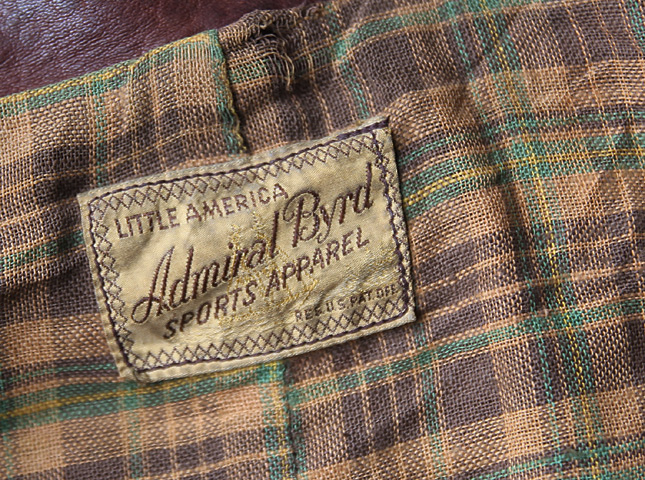 LITTLE AMERICA
Admiral Byrd
SPORTS APPAREL
REG. U.S. PAT. OFF.